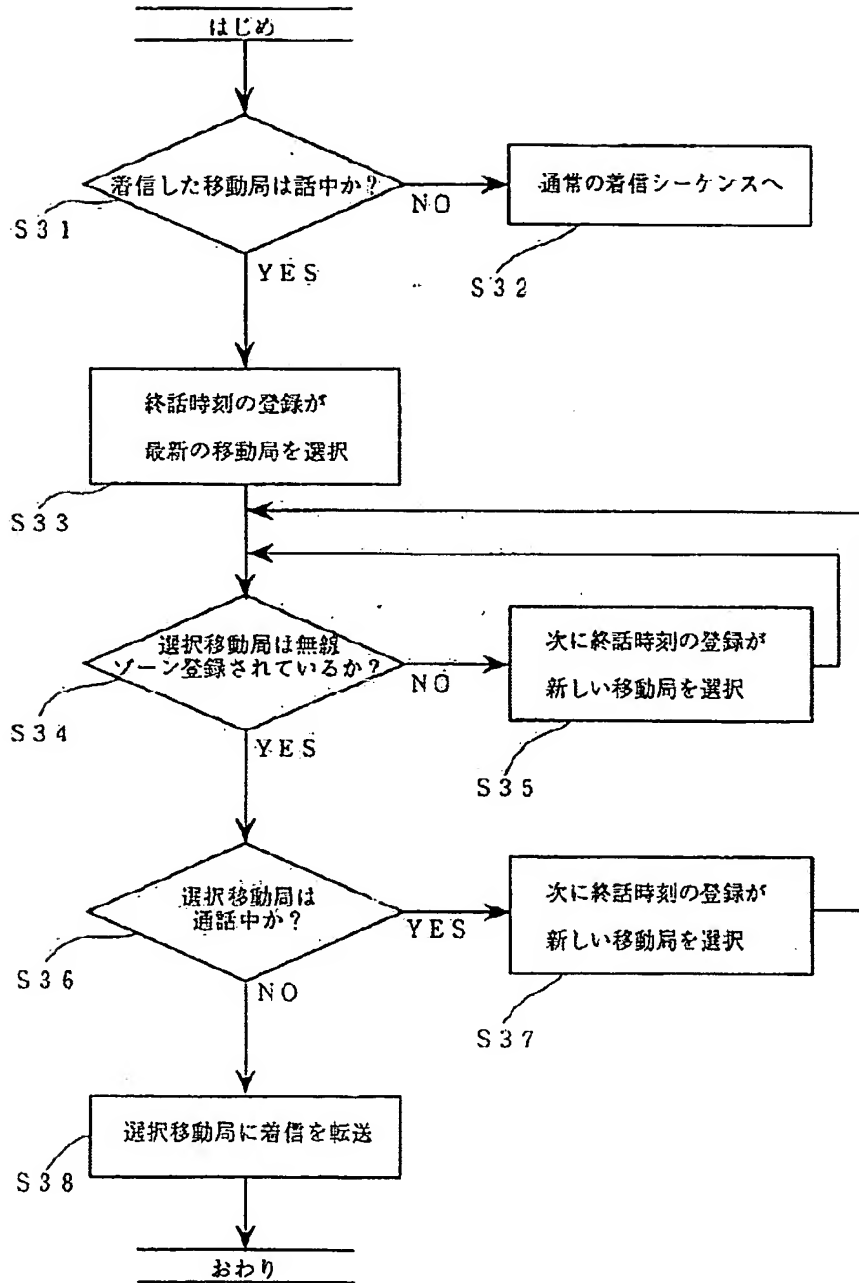 はじめ
着信した移動局は話中か?
NO
通常の着信シーケンスへ
S31
S32
YES
終話時刻の登録が
最新の移動局を選択
S33
選択移動局は無線
ゾーン登録されているか?
NO
次に終話時刻の登録が
新しい移動局を選択
S34
YES
S35
選択移動局は
通話中か?
YES
次に終話時刻の登録が
新しい移動局を選択
S36
NO
S37
選択移動局に着信を転送
S38
おわり